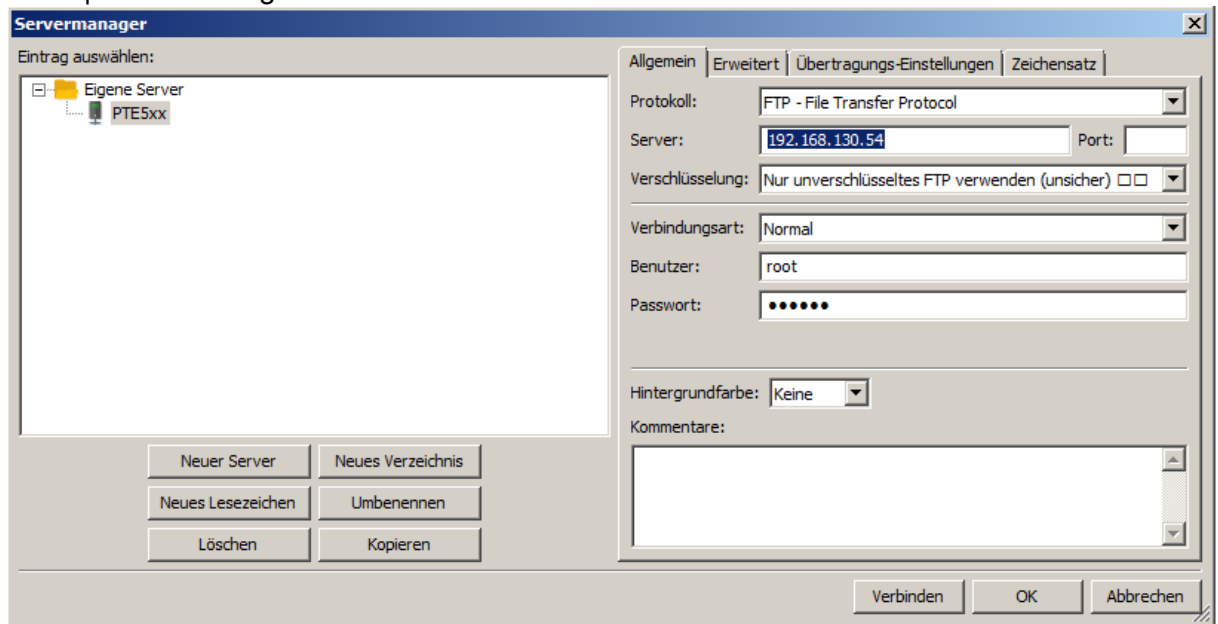 Servermanager
Eintrag auswählen:
Eigene Server
PTE5xx
Neuer Server Neues Verzeichnis
Neues Lesezeichen Umbenennen
Löschen Kopieren
Allgemein Erweitert Übertragungs-Einstellungen Zeichensatz
Protokoll: FTP - File Transfer Protocol
Server: 192.168.130.54 Port:
Verschlüsselung: Nur unverschlüsseltes FTP verwenden (unsicher) □□
Verbindungsart: Normal
Benutzer: root
Passwort: ●●●●●●
Hintergrundfarbe: Keine
Kommentare:
Verbinden OK Abbrechen